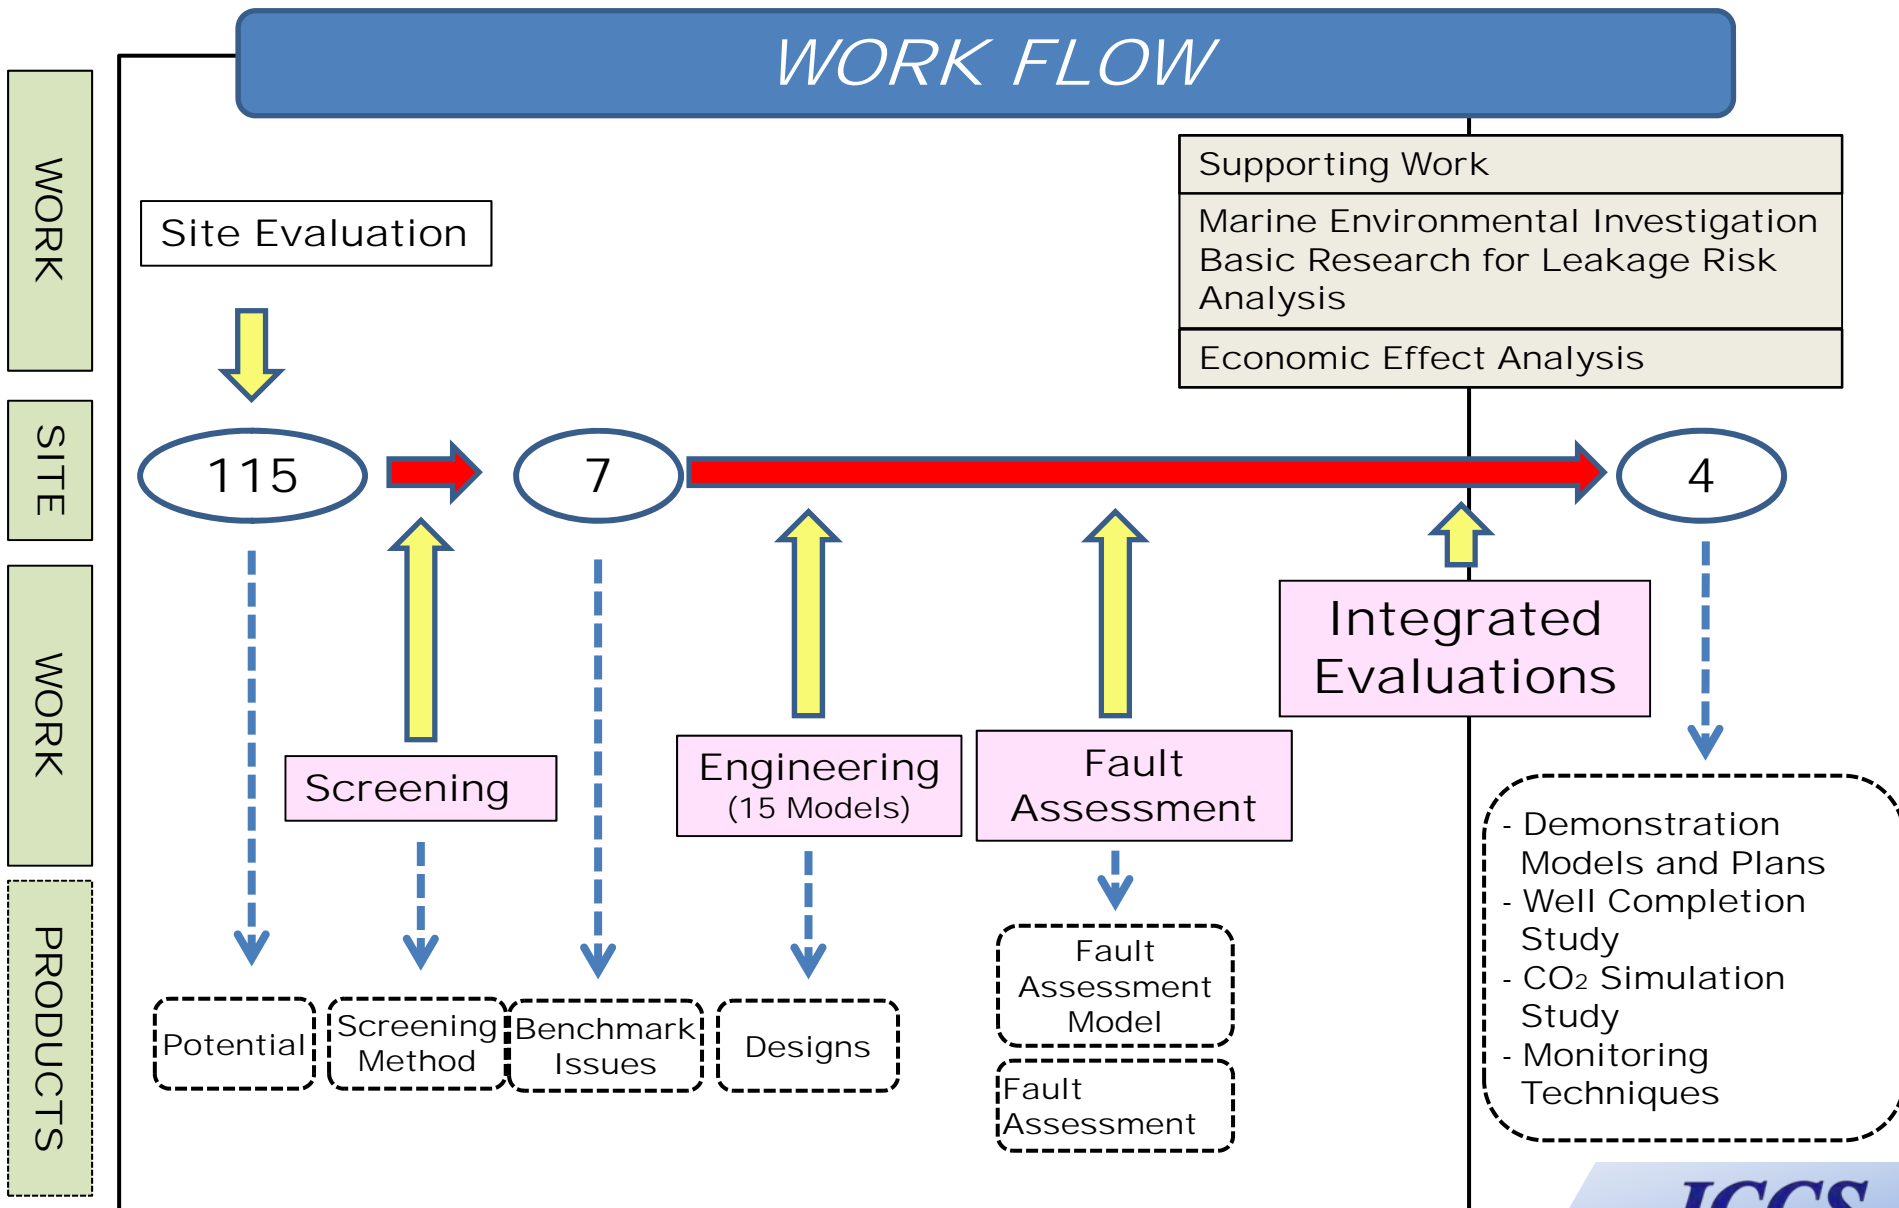 WORK FLOW
WORK
Site Evaluation
Supporting Work
Marine Environmental Investigation
Basic Research for Leakage Risk
Analysis
Economic Effect Analysis
SITE
115
7
4
WORK
Screening
Engineering
(15 Models)
Fault
Assessment
Integrated
Evaluations
PRODUCTS
Potential
Screening
Method
Benchmark
Issues
Designs
Fault
Assessment
Model
Fault
Assessment
- Demonstration
Models and Plans
- Well Completion
Study
- CO₂ Simulation
Study
- Monitoring
Techniques